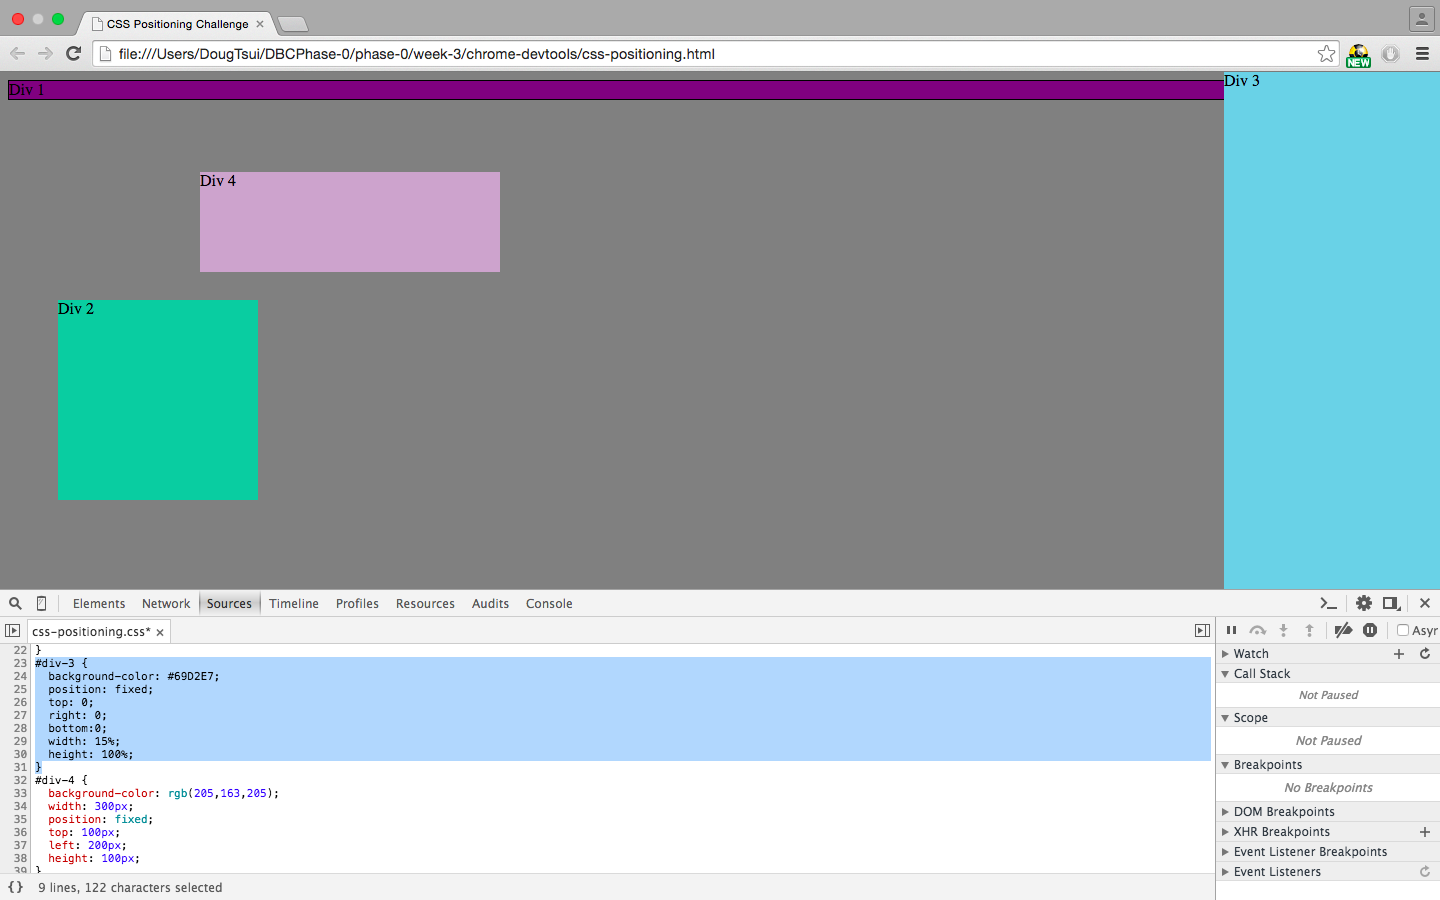 CSS Positioning Challenge
file:///Users/DougTsui/DBCPhase-0/phase-0/week-3/chrome-devtools/css-positioning.html
NEW
Div 1
Div 3
Div 4
Div 2
Elements Network Sources Timeline Profiles Resources Audits Console
css-positioning.css* ×
Asyr
22 }
23 #div-3 {
24 background-color: #69D2E7;
25 position: fixed;
26 top: 0;
27 right: 0;
28 bottom:0;
29 width: 15%;
30 height: 100%;
31 }
32 #div-4 {
33 background-color: rgb(205,163,205);
34 width: 300px;
35 position: fixed;
36 top: 100px;
37 left: 200px;
38 height: 100px;
39 }
{} 9 lines, 122 characters selected
Watch
Call Stack
Not Paused
Scope
Not Paused
Breakpoints
No Breakpoints
DOM Breakpoints
XHR Breakpoints
Event Listener Breakpoints
Event Listeners